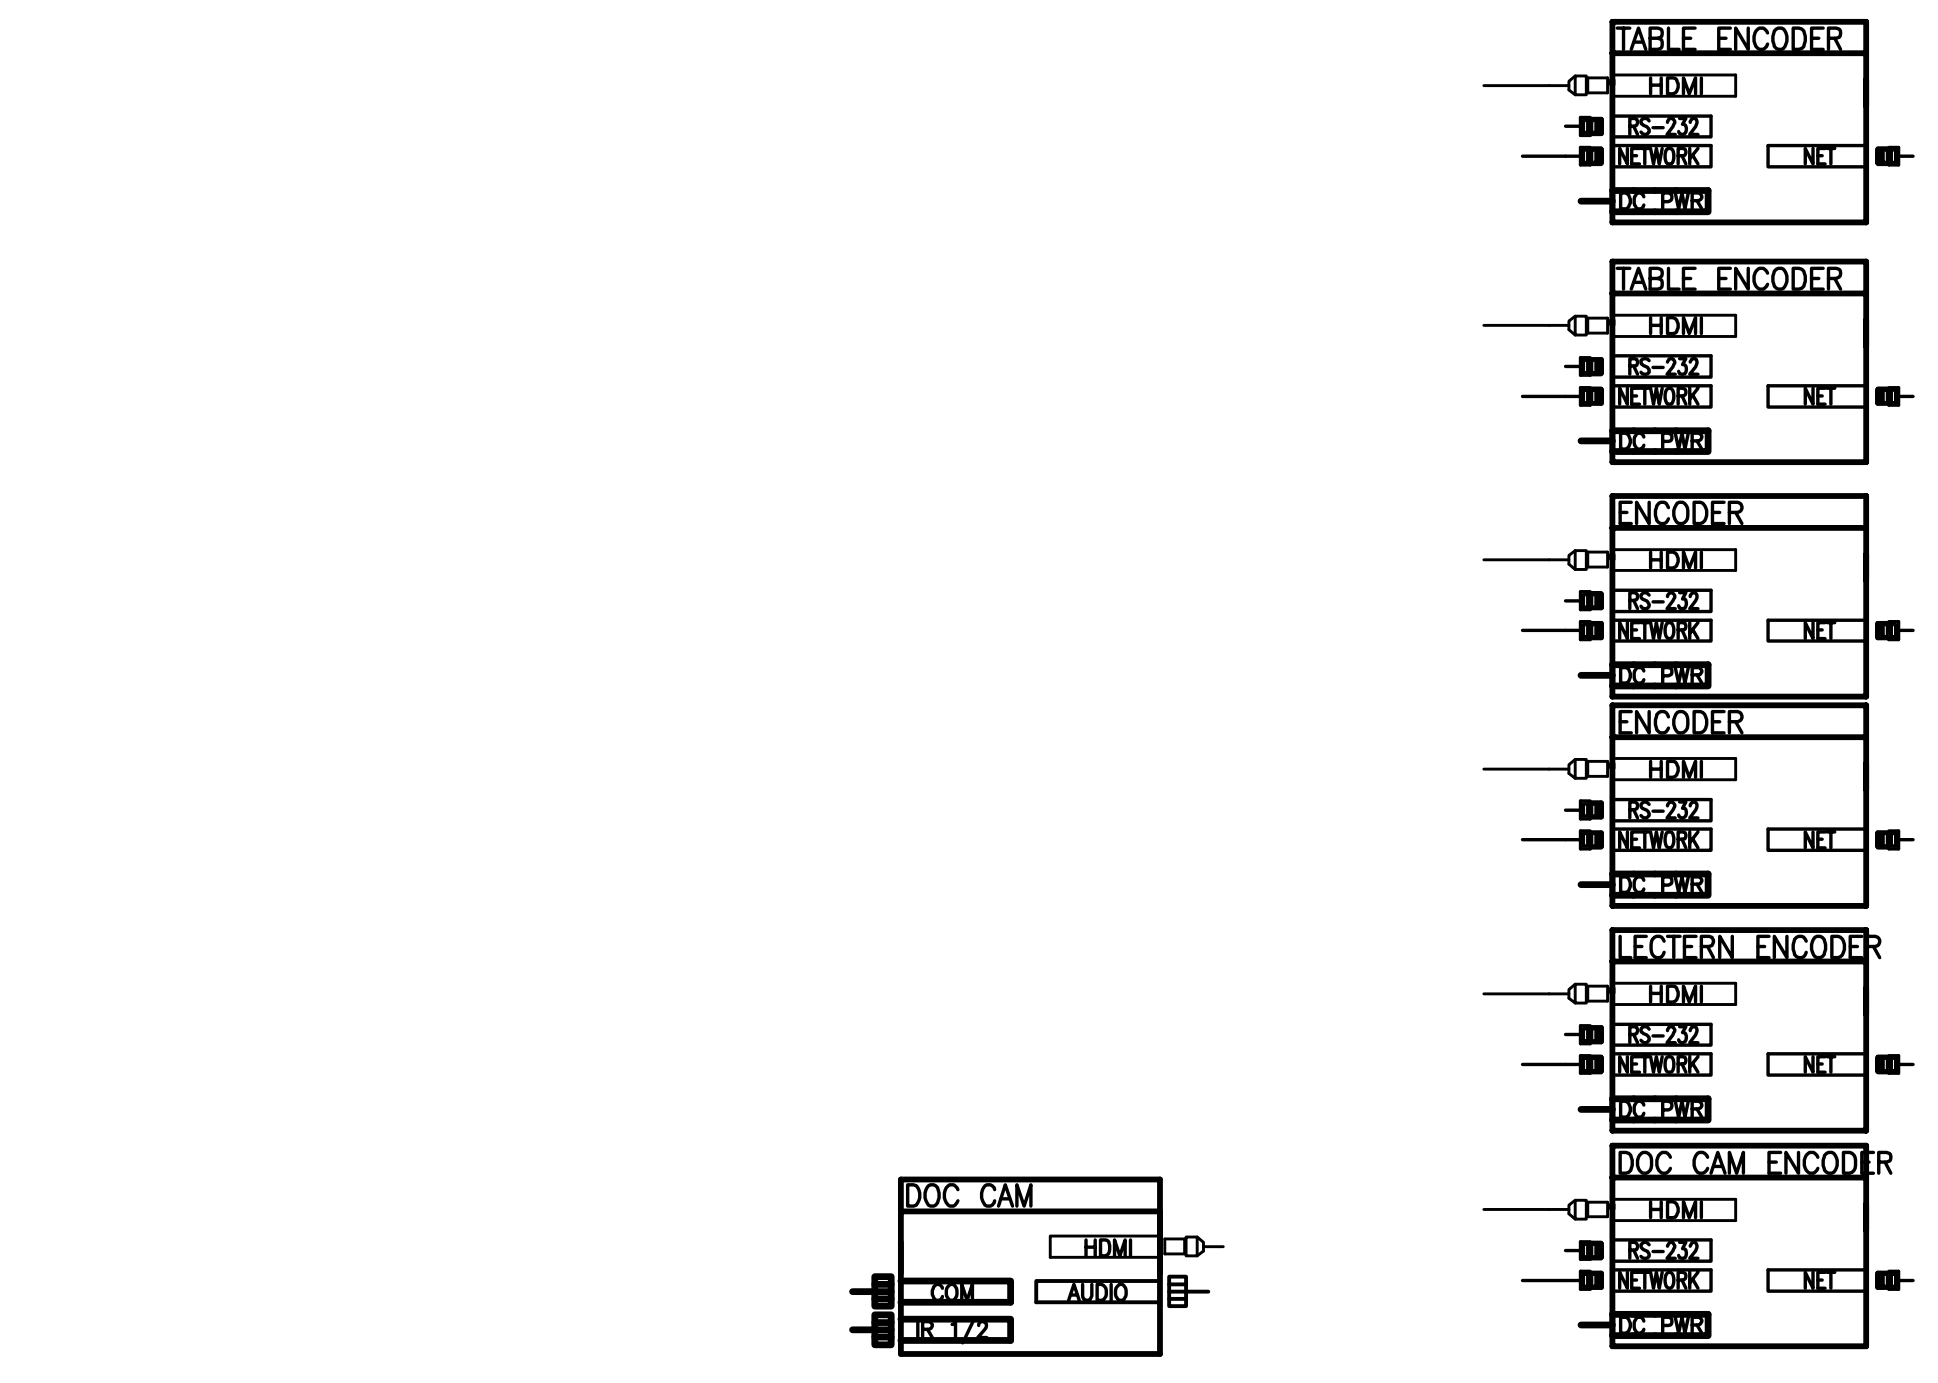 TABLE ENCODER
HDMI
RS-232
NETWORK NET
DC PWR
TABLE ENCODER
HDMI
RS-232
NETWORK NET
DC PWR
ENCODER
HDMI
RS-232
NETWORK NET
DC PWR
ENCODER
HDMI
RS-232
NETWORK NET
DC PWR
LECTERN ENCODER
HDMI
RS-232
NETWORK NET
DC PWR
DOC CAM
HDMI
COM AUDIO
IR 1/2
DOC CAM ENCODER
HDMI
RS-232
NETWORK NET
DC PWR